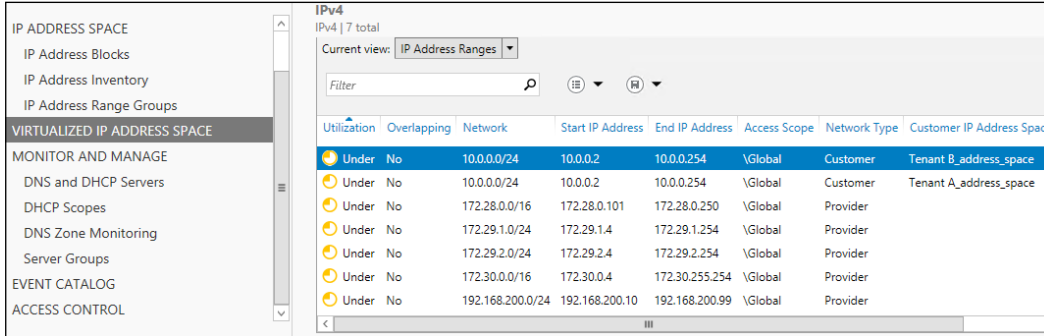 IP ADDRESS SPACE
IP Address Blocks
IP Address Inventory
IP Address Range Groups
VIRTUALIZED IP ADDRESS SPACE
MONITOR AND MANAGE
DNS and DHCP Servers
DHCP Scopes
DNS Zone Monitoring
Server Groups
EVENT CATALOG
ACCESS CONTROL
IPv4
IPv4 | 7 total
Current view: IP Address Ranges
Filter
Utilization Overlapping Network Start IP Address End IP Address Access Scope Network Type Customer IP Address Spac
Under No 10.0.0.0/24 10.0.0.2 10.0.0.254 \Global Customer Tenant B_address_space
Under No 10.0.0.0/24 10.0.0.2 10.0.0.254 \Global Customer Tenant A_address_space
Under No 172.28.0.0/16 172.28.0.101 172.28.0.250 \Global Provider
Under No 172.29.1.0/24 172.29.1.4 172.29.1.254 \Global Provider
Under No 172.29.2.0/24 172.29.2.4 172.29.2.254 \Global Provider
Under No 172.30.0.0/16 172.30.0.4 172.30.255.254 \Global Provider
Under No 192.168.200.0/24 192.168.200.10 192.168.200.99 \Global Provider